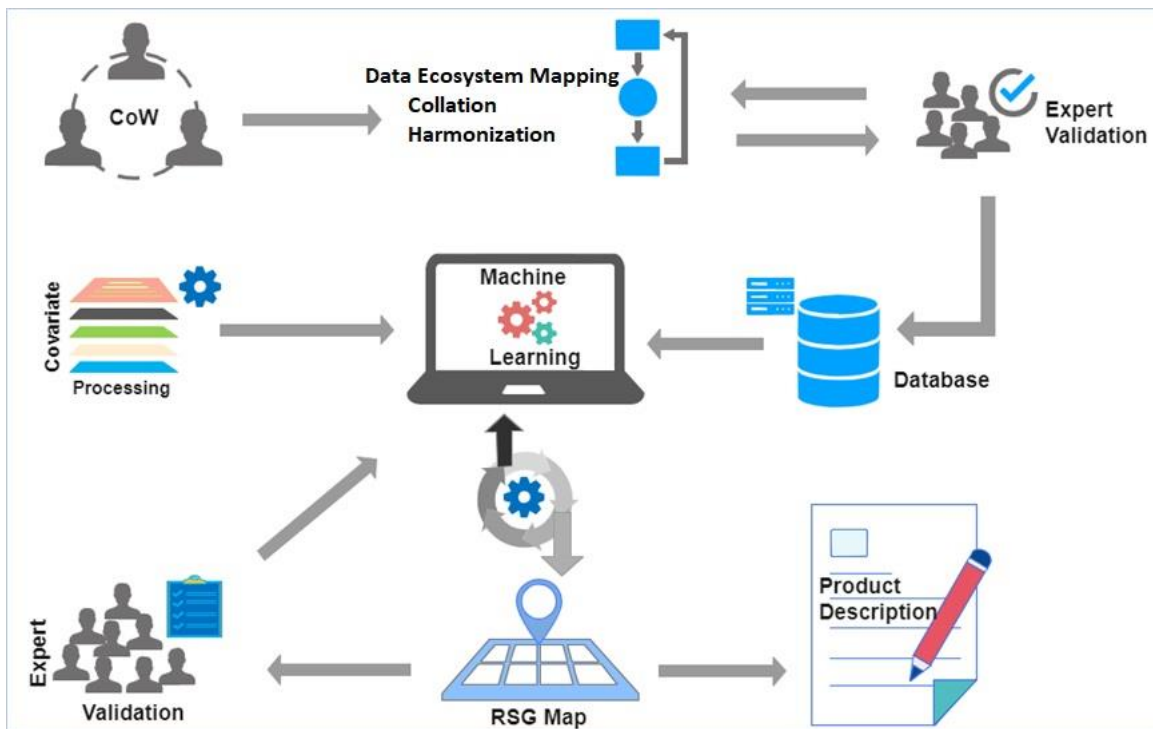 CoW
Data Ecosystem Mapping
Collation
Harmonization
Expert
Validation
Covariate
Processing
Machine
Learning
Database
Expert
Validation
RSG Map
Product
Description